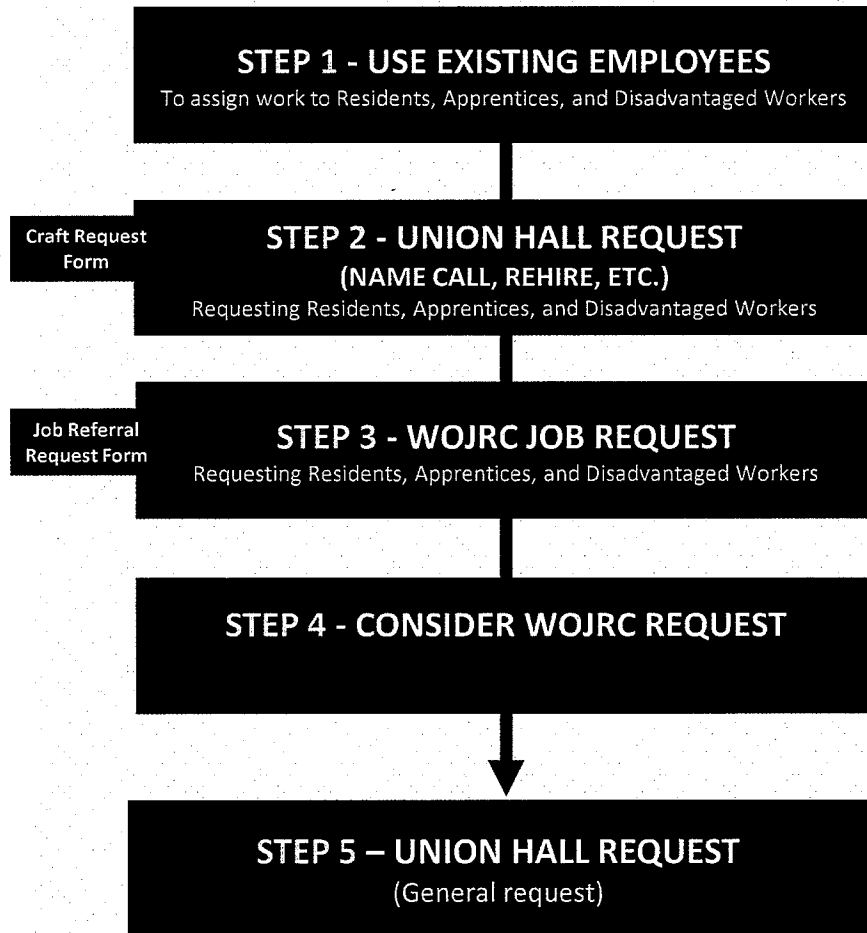 STEP 1 - USE EXISTING EMPLOYEES
To assign work to Residents, Apprentices, and Disadvantaged Workers
Craft Request
Form
STEP 2 - UNION HALL REQUEST
(NAME CALL, REHIRE, ETC.)
Requesting Residents, Apprentices, and Disadvantaged Workers
Job Referral
Request Form
STEP 3 - WOJRC JOB REQUEST
Requesting Residents, Apprentices, and Disadvantaged Workers
STEP 4 - CONSIDER WOJRC REQUEST
STEP 5 – UNION HALL REQUEST
(General request)